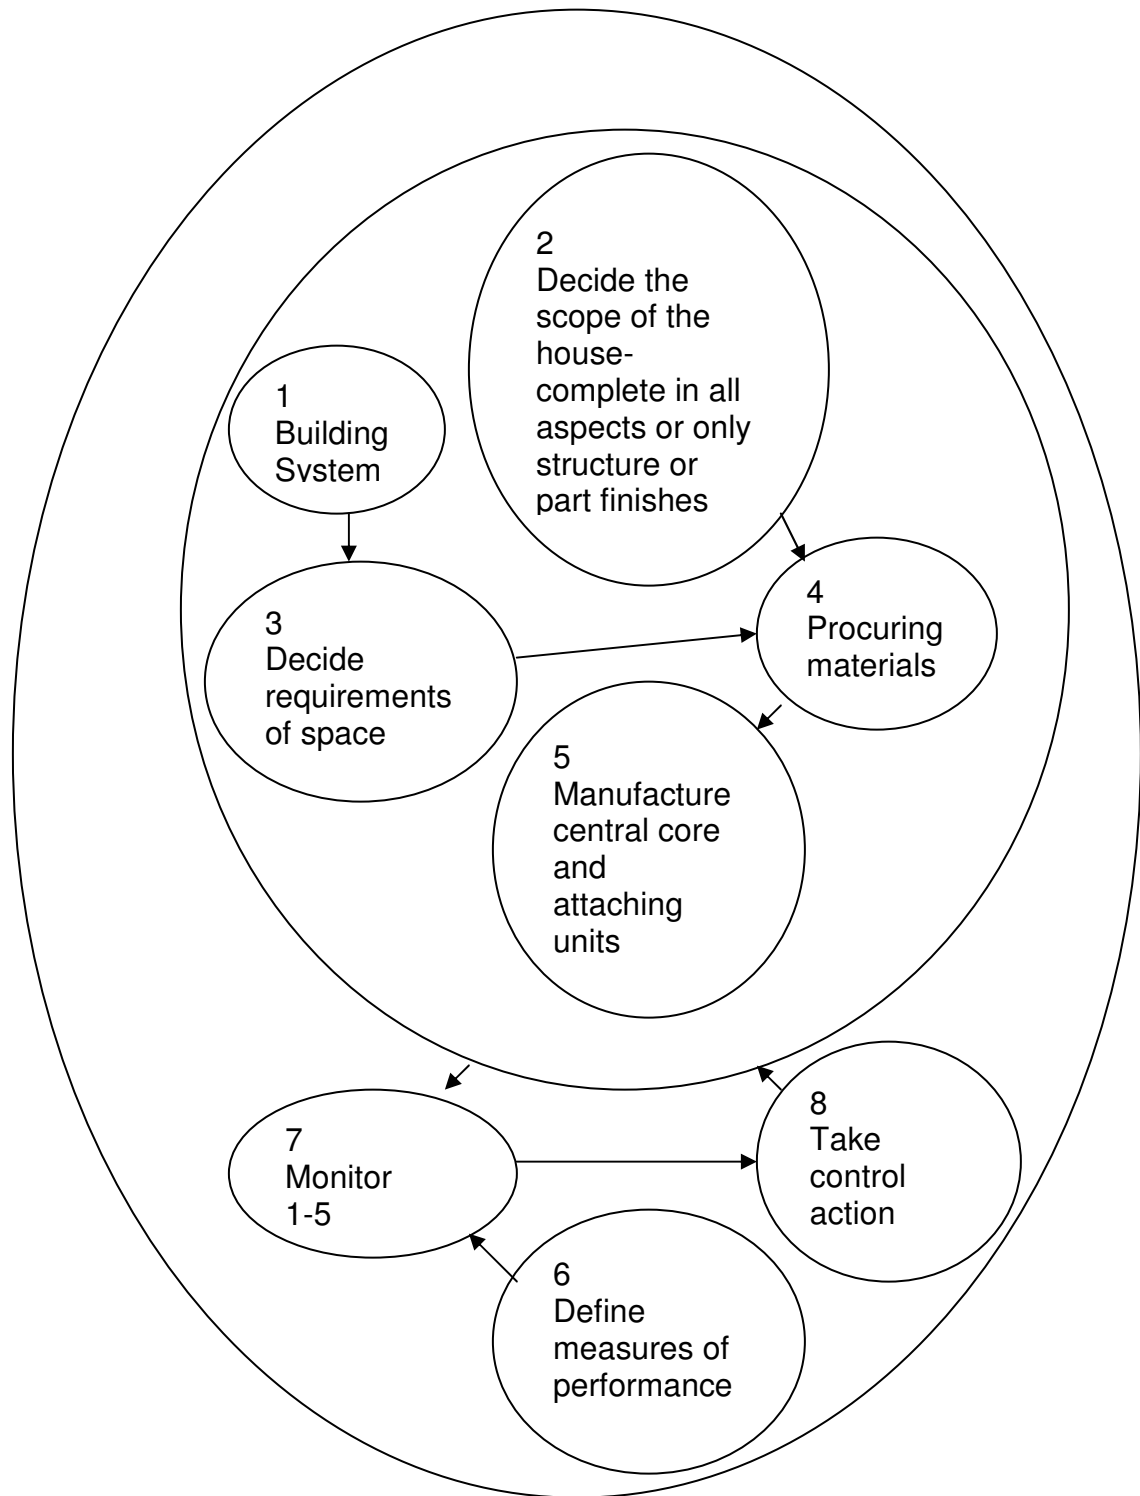 2
Decide the
scope of the
house-
complete in all
aspects or only
structure or
part finishes
1
Building
System
3
Decide
requirements
of space
4
Procuring
materials
5
Manufacture
central core
and
attaching
units
7
Monitor
1-5
8
Take
control
action
6
Define
measures of
performance